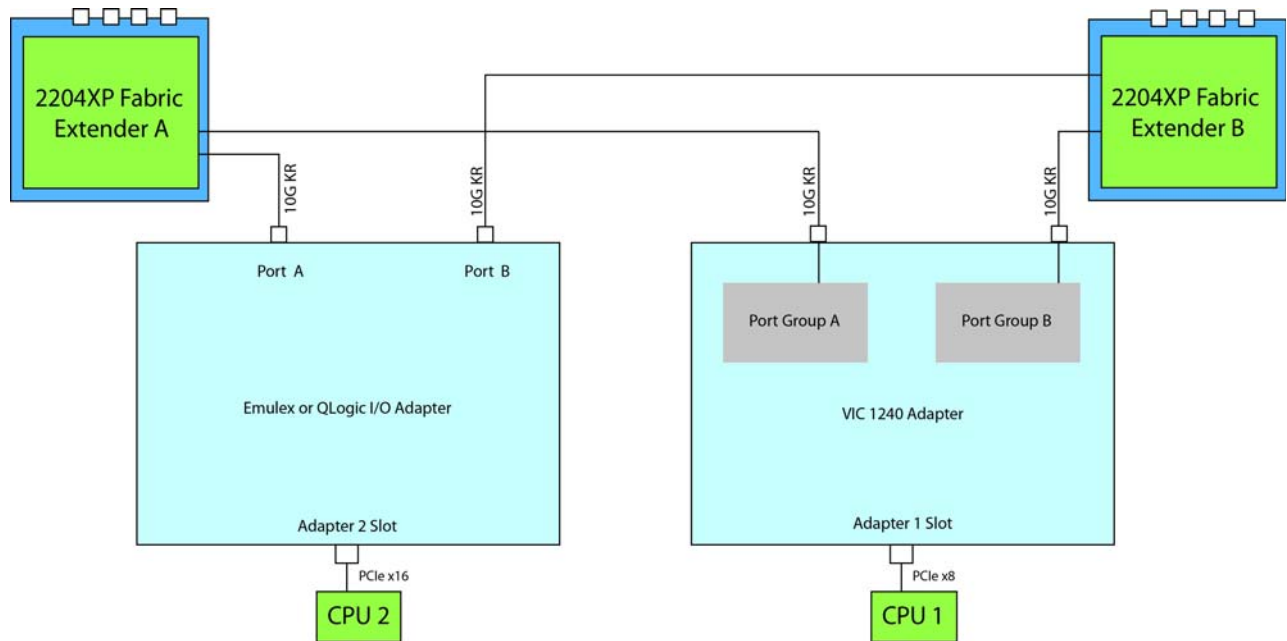 2204XP Fabric
Extender A
2204XP Fabric
Extender B
10G KR
10G KR
10G KR
10G KR
Port A
Port B
Port Group A
Port Group B
Emulex or QLogic I/O Adapter
VIC 1240 Adapter
Adapter 2 Slot
Adapter 1 Slot
PCIe x16
PCIe x8
CPU 2
CPU 1